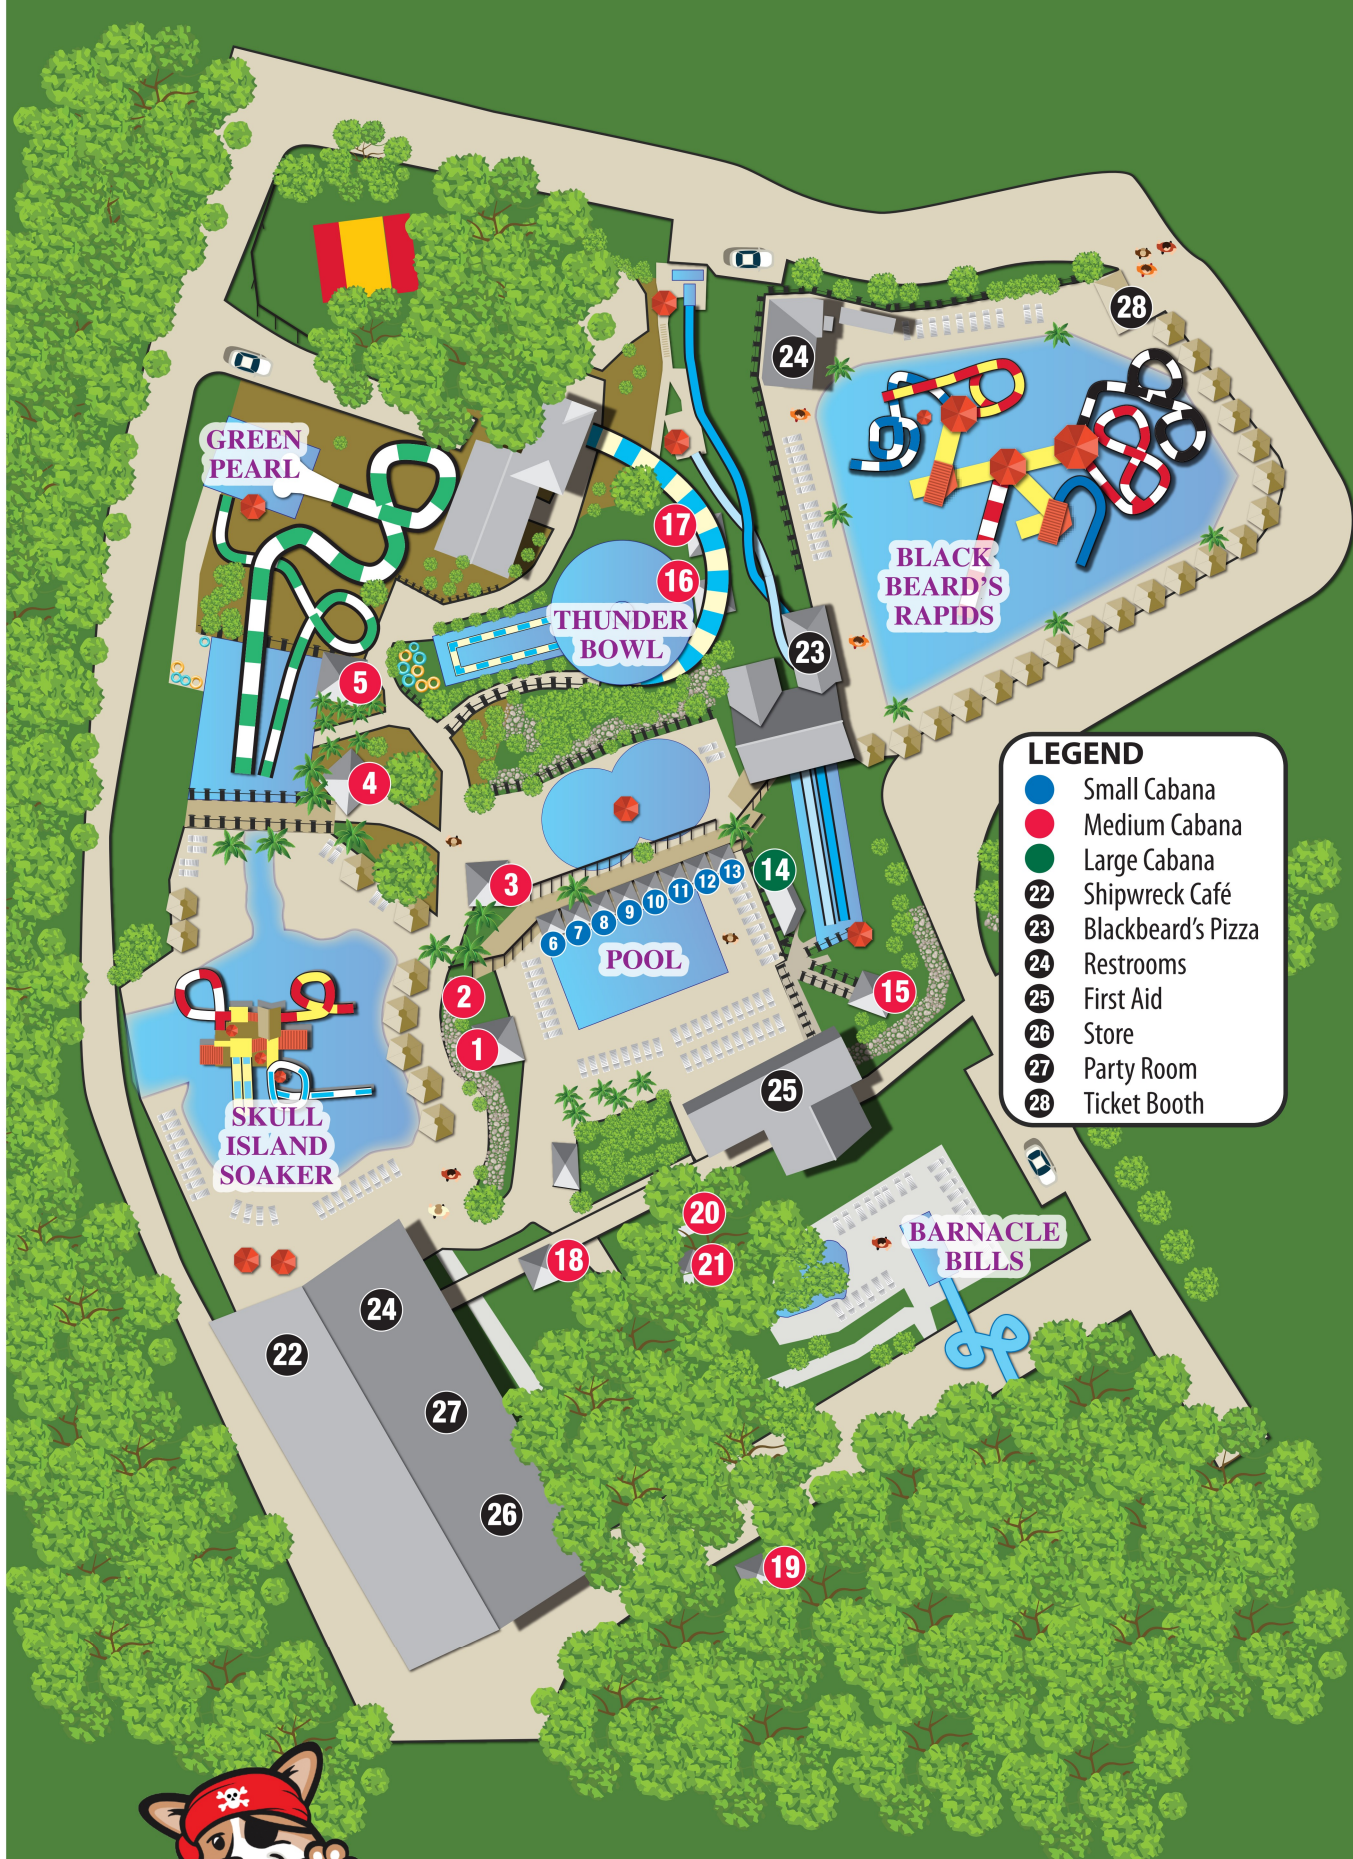 28
24
GREEN
PEARL
17
BLACK
BEARD'S
RAPIDS
16
THUNDER
BOWL
23
5
4
3
14
13
12
11
10
9
8
7
6
POOL
2
15
1
25
SKULL
ISLAND
SOAKER
LEGEND
Small Cabana
Medium Cabana
Large Cabana
22 Shipwreck Café
23 Blackbeard's Pizza
24 Restrooms
25 First Aid
26 Store
27 Party Room
28 Ticket Booth
20
BARNACLE
BILLS
18
21
24
22
27
26
19